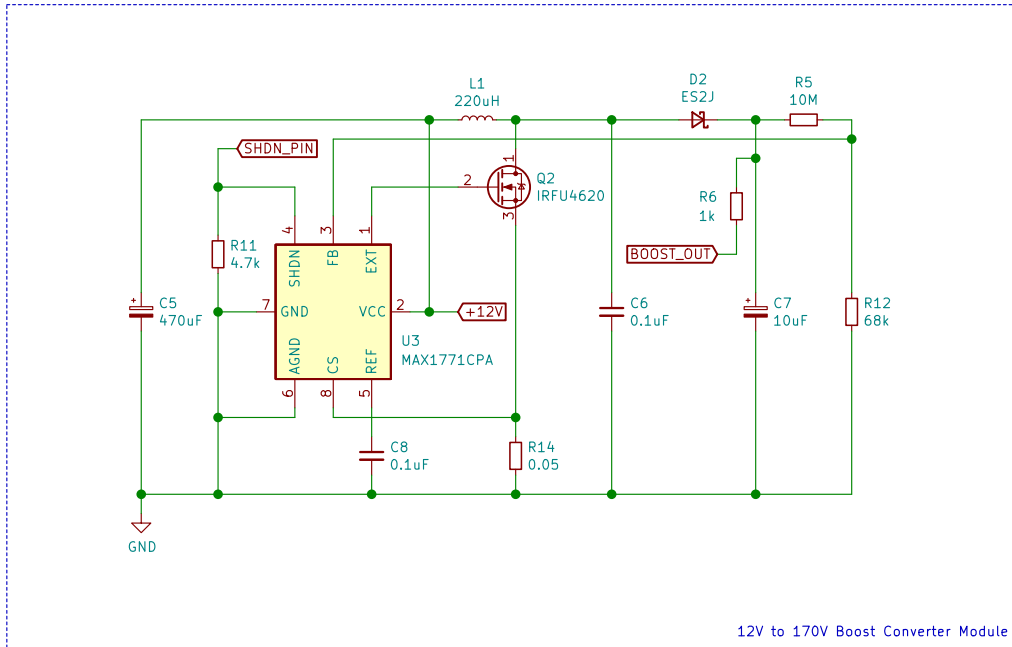 L1
220uH
D2
ES2J
R5
10M
SHDN_PIN
1
2
Q2
IRFU4620
3
R6
1k
4
3
1
R11
4.7k
SHDN
FB
EXT
BOOST_OUT
C5
470uF
7
GND
VCC
2
+12V
C6
0.1uF
C7
10uF
R12
68k
U3
MAX1771CPA
AGND
CS
REF
6
8
5
C8
0.1uF
R14
0.05
GND
12V to 170V Boost Converter Module